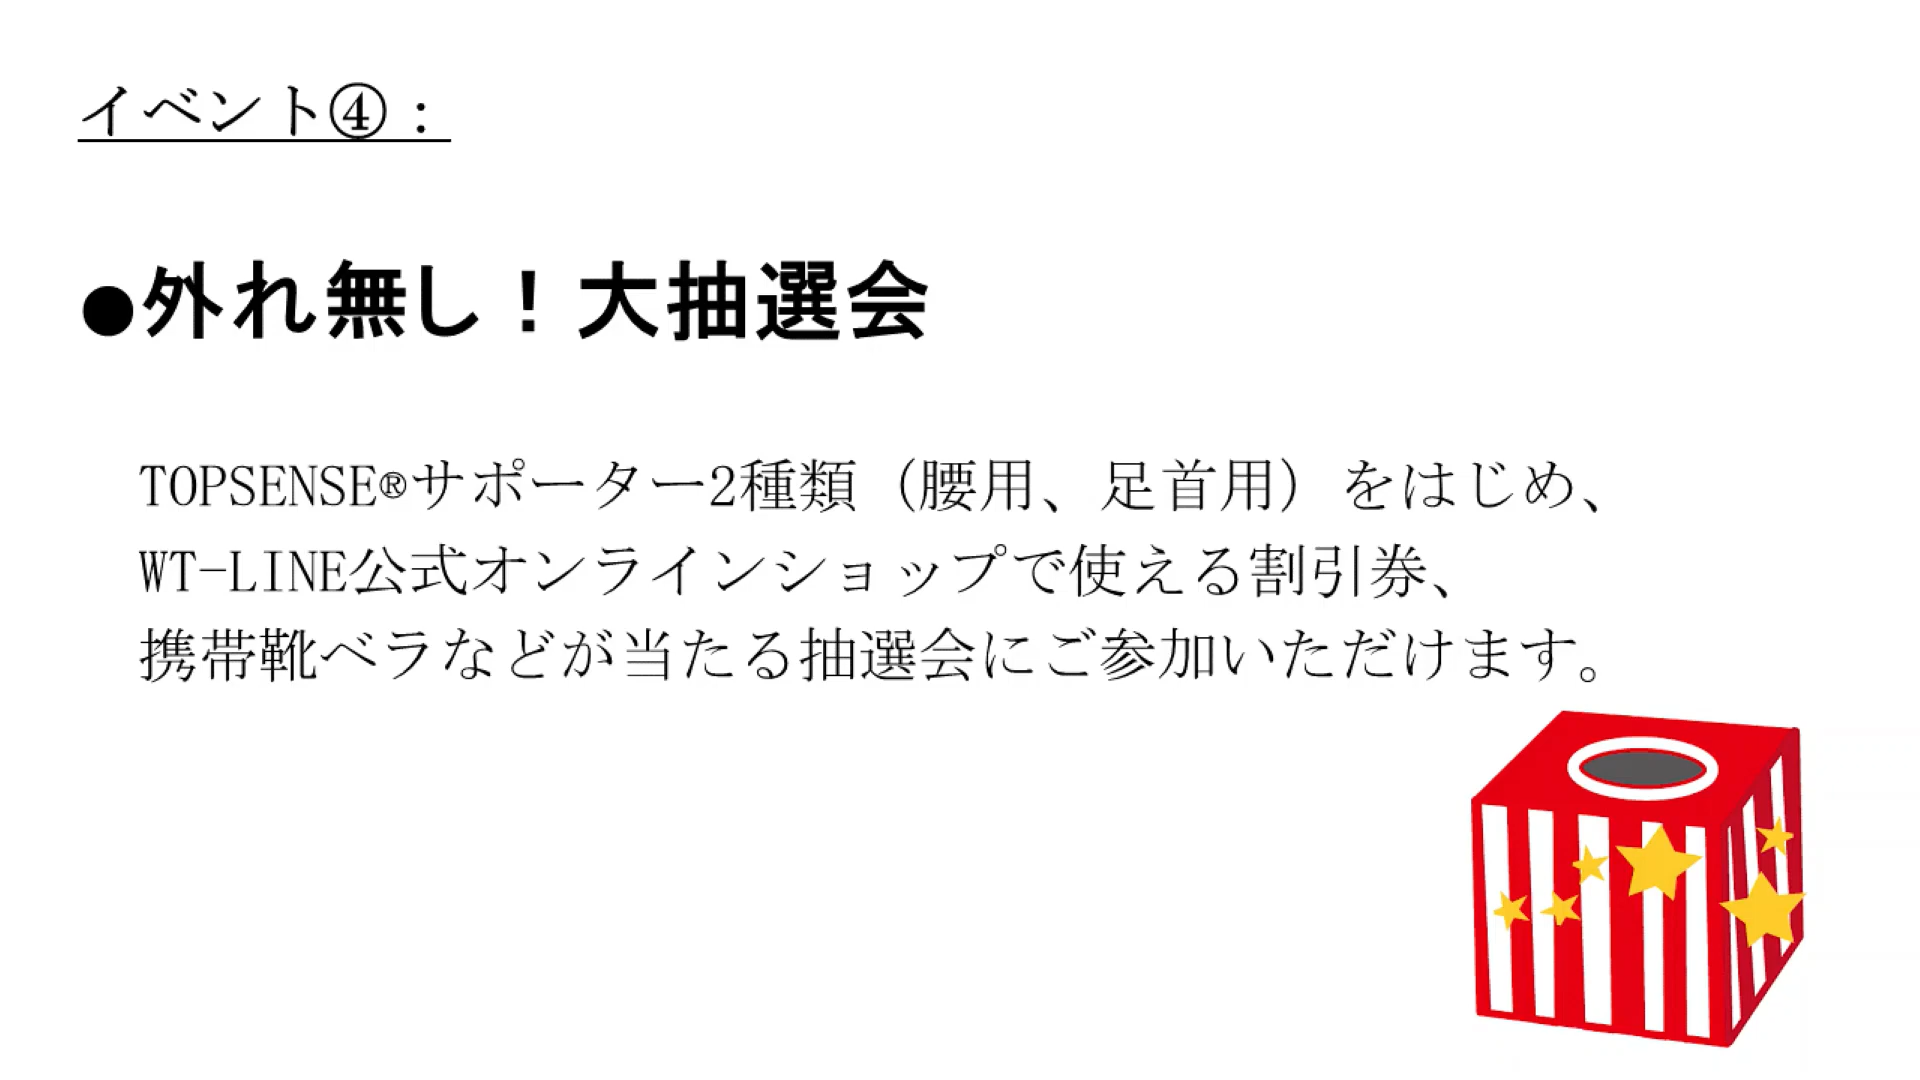 イベント④：
●外れ無し！大抽選会
TOPSENSE®サポーター2種類（腰用、足首用）をはじめ、
WT-LINE公式オンラインショップで使える割引券、
携帯靴ベラなどが当たる抽選会にご参加いただけます。